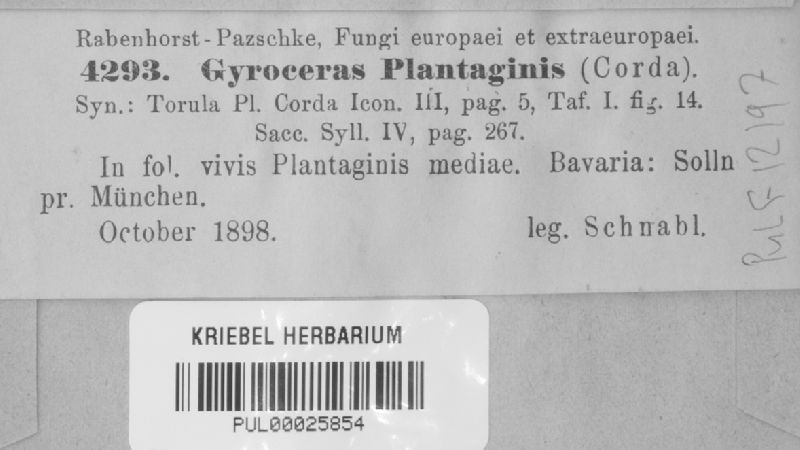 Rabenhorst-Pazschke, Fungi europaei et extraeuropaei.
4293. Gyroceras Plantaginis (Corda).
Syn.: Torula Pl. Corda Icon. III, pag. 5, Taf. I. fig. 14.
Sacc. Syll. IV, pag. 267.
In fol. vivis Plantaginis mediae. Bavaria: Solln
pr. München.
October 1898. leg. Schnabl.
PUL F 12197
KRIEBEL HERBARIUM
PUL00025854